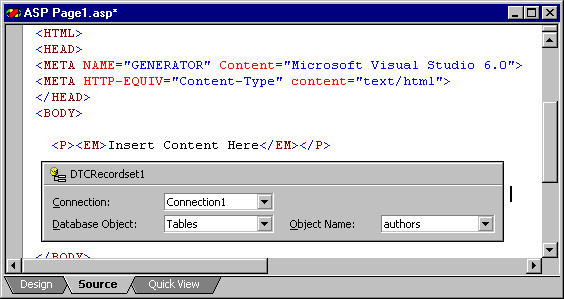 ASP Page1.asp*
<HTML>
<HEAD>
<META NAME="GENERATOR" Content="Microsoft Visual Studio 6.0">
<META HTTP-EQUIV="Content-Type" content="text/html">
</HEAD>
<BODY>
<P><EM>Insert Content Here</EM></P>
DTCRecordset1
Connection: Connection1
Database Object: Tables Object Name: authors
</BODY>
Design Source Quick View